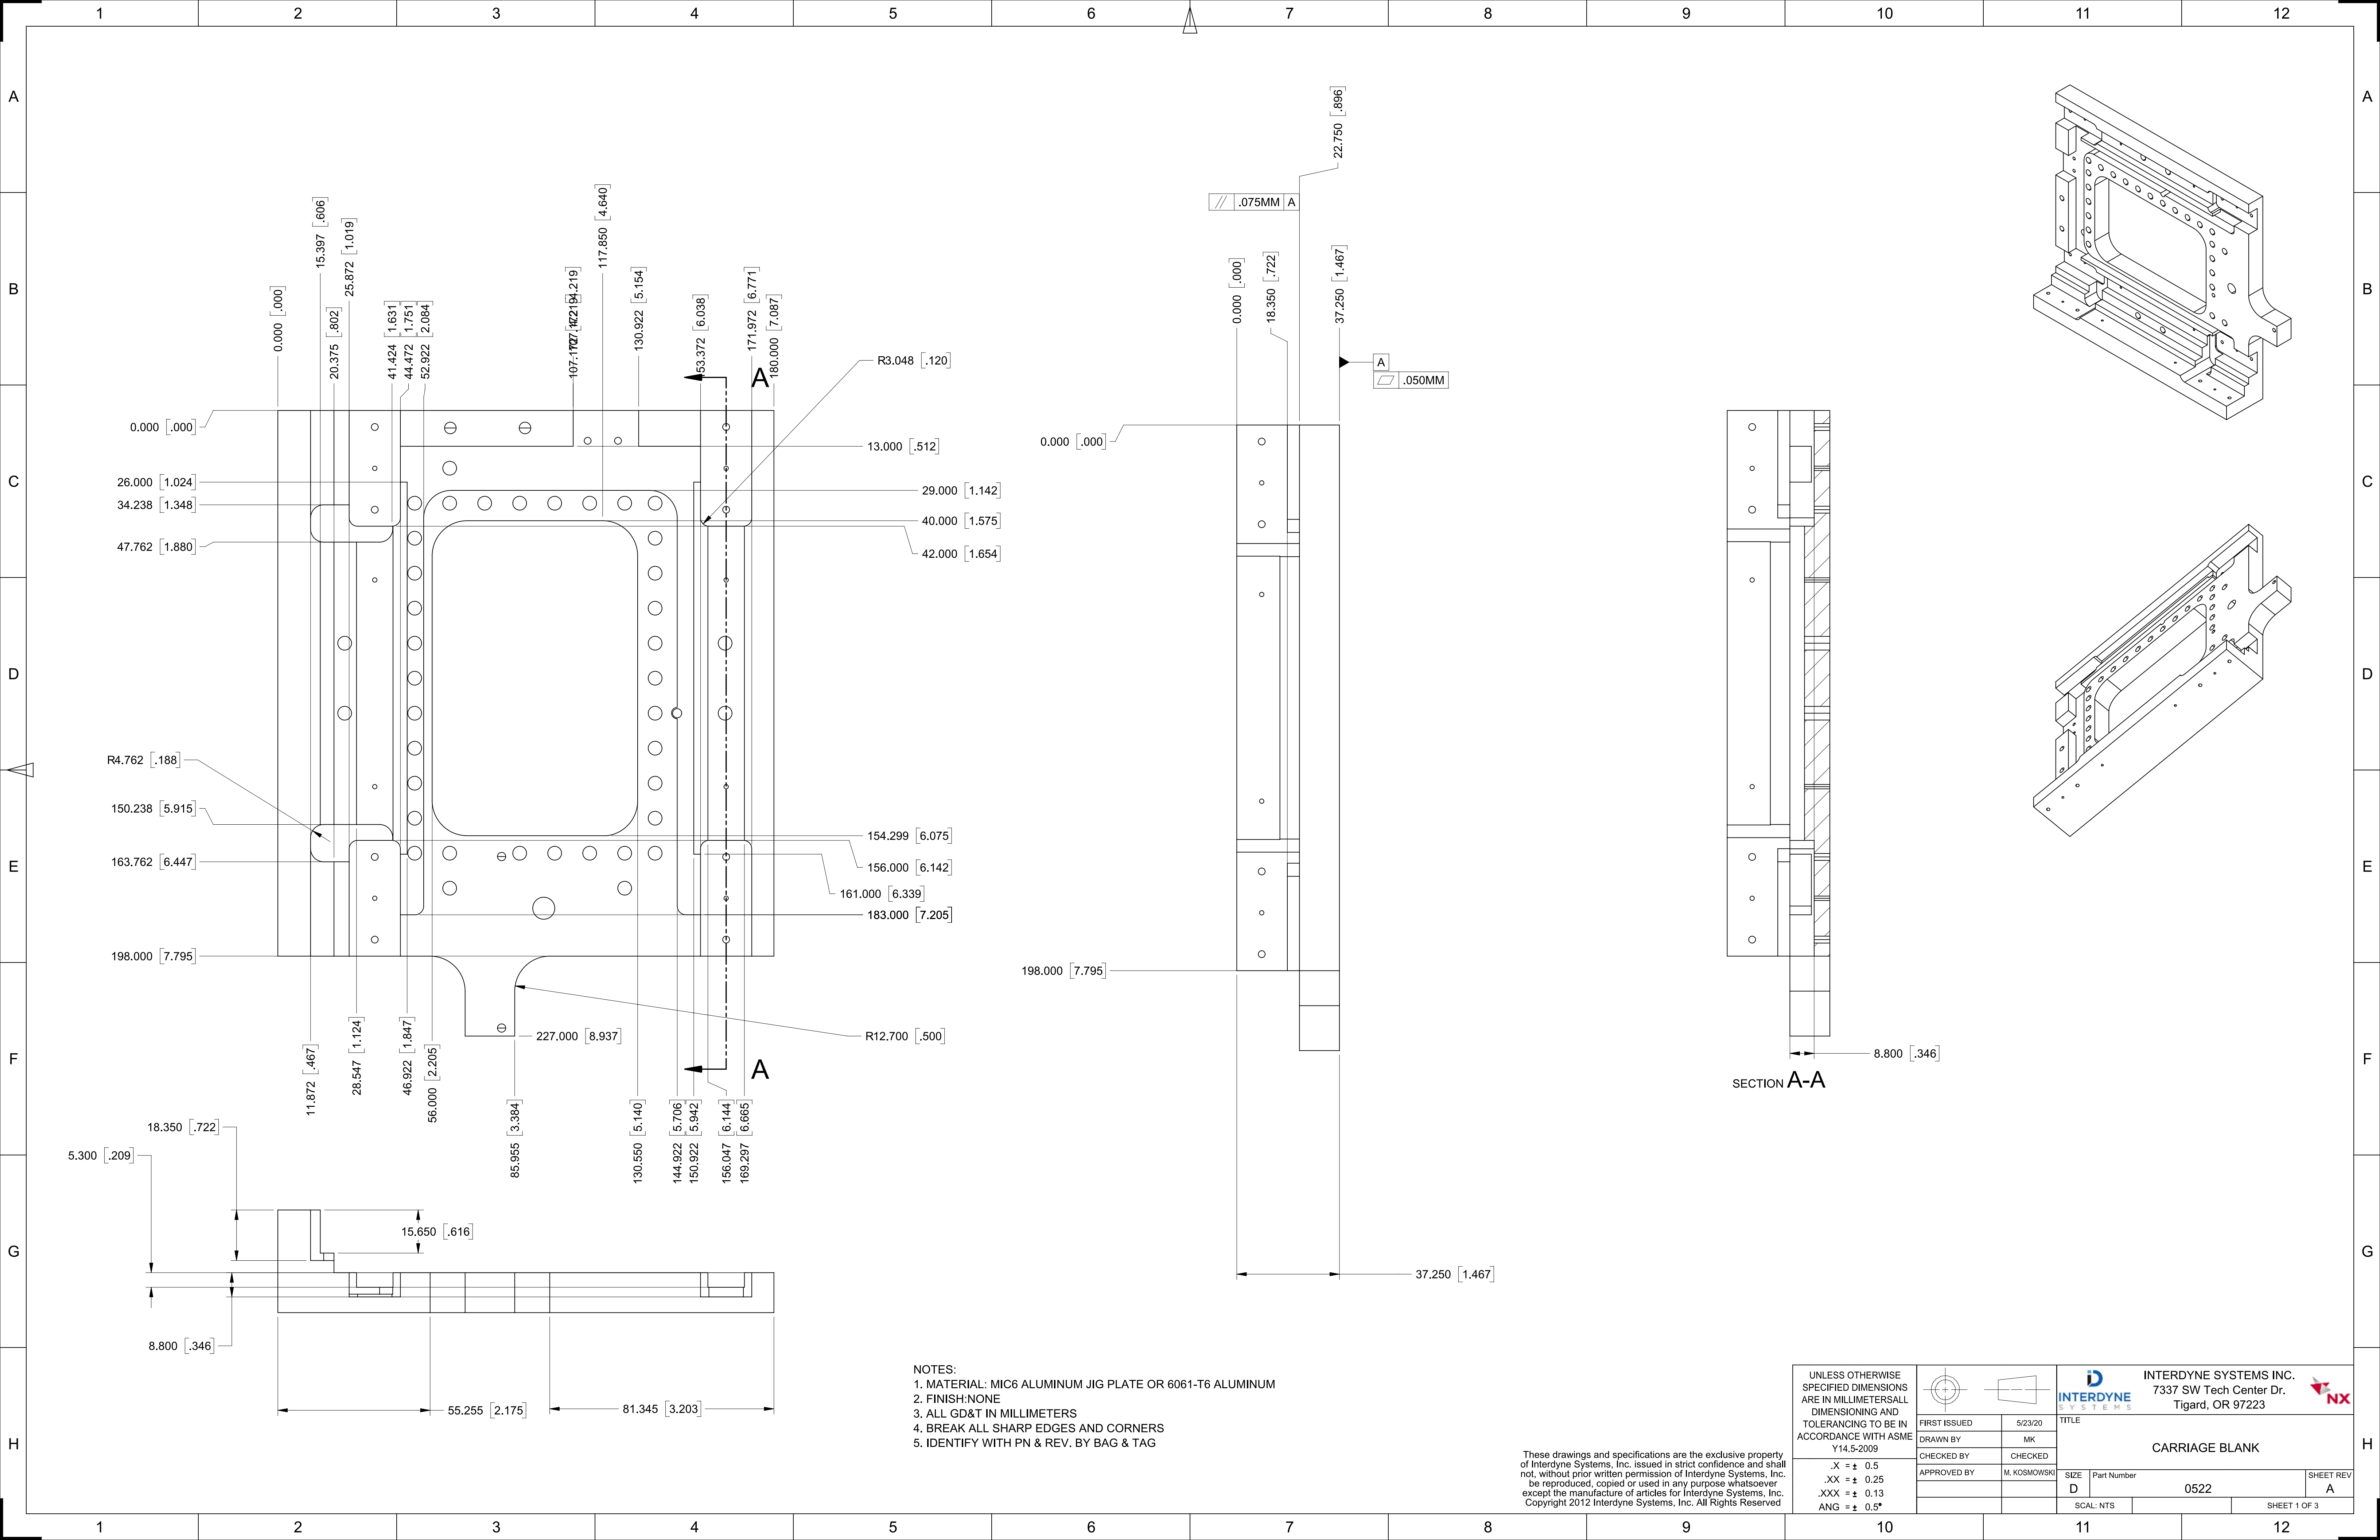 1 2 3 4 5 6 7 8 9 10 11 12
A A
B B
C C
D D
E E
F F
G G
H H
0.000 [.000]
15.397 [.606]
20.375 [.802]
25.872 [1.019]
41.424 [1.631]
44.472 [1.751]
52.922 [2.084]
117.850 [4.640]
130.922 [5.154]
153.372 [6.038]
171.972 [6.771]
180.000 [7.087]
A
R3.048 [.120]
0.000 [.000]
26.000 [1.024]
34.238 [1.348]
47.762 [1.880]
R4.762 [.188]
150.238 [5.915]
163.762 [6.447]
198.000 [7.795]
13.000 [.512]
29.000 [1.142]
40.000 [1.575]
42.000 [1.654]
154.299 [6.075]
156.000 [6.142]
161.000 [6.339]
183.000 [7.205]
227.000 [8.937]
R12.700 [.500]
A
11.872 [.467]
28.547 [1.124]
46.922 [1.847]
56.000 [2.205]
85.955 [3.384]
130.550 [5.140]
144.922 [5.706]
150.922 [5.942]
156.047 [6.144]
169.297 [6.665]
22.750 [.896]
// .075MM A
0.000 [.000]
18.350 [.722]
37.250 [1.467]
A
.050MM
0.000 [.000]
198.000 [7.795]
37.250 [1.467]
8.800 [.346]
SECTION A-A
18.350 [.722]
5.300 [.209]
15.650 [.616]
8.800 [.346]
55.255 [2.175]
81.345 [3.203]
NOTES:
1. MATERIAL: MIC6 ALUMINUM JIG PLATE OR 6061-T6 ALUMINUM
2. FINISH:NONE
3. ALL GD&T IN MILLIMETERS
4. BREAK ALL SHARP EDGES AND CORNERS
5. IDENTIFY WITH PN & REV. BY BAG & TAG
These drawings and specifications are the exclusive property
of Interdyne Systems, Inc. issued in strict confidence and shall
not, without prior written permission of Interdyne Systems, Inc.
be reproduced, copied or used in any purpose whatsoever
except the manufacture of articles for Interdyne Systems, Inc.
Copyright 2012 Interdyne Systems, Inc. All Rights Reserved
UNLESS OTHERWISE
SPECIFIED DIMENSIONS
ARE IN MILLIMETERSALL
DIMENSIONING AND
TOLERANCING TO BE IN
ACCORDANCE WITH ASME
Y14.5-2009
.X = ± 0.5
.XX = ± 0.25
.XXX = ± 0.13
ANG = ± 0.5°
FIRST ISSUED 5/23/20
DRAWN BY MK
CHECKED BY CHECKED
APPROVED BY M. KOSMOWSKI
INTERDYNE
SYSTEMS
INTERDYNE SYSTEMS INC.
7337 SW Tech Center Dr.
Tigard, OR 97223
NX
TITLE
CARRIAGE BLANK
SIZE Part Number SHEET REV
D 0522 A
SCAL: NTS SHEET 1 OF 3
1 2 3 4 5 6 7 8 9 10 11 12